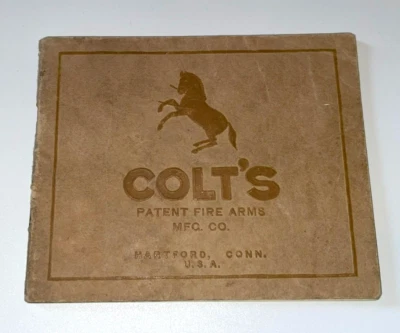 COLT'S
PATENT FIRE ARMS
MFG. CO.
HARTFORD, CONN.
U.S.A.